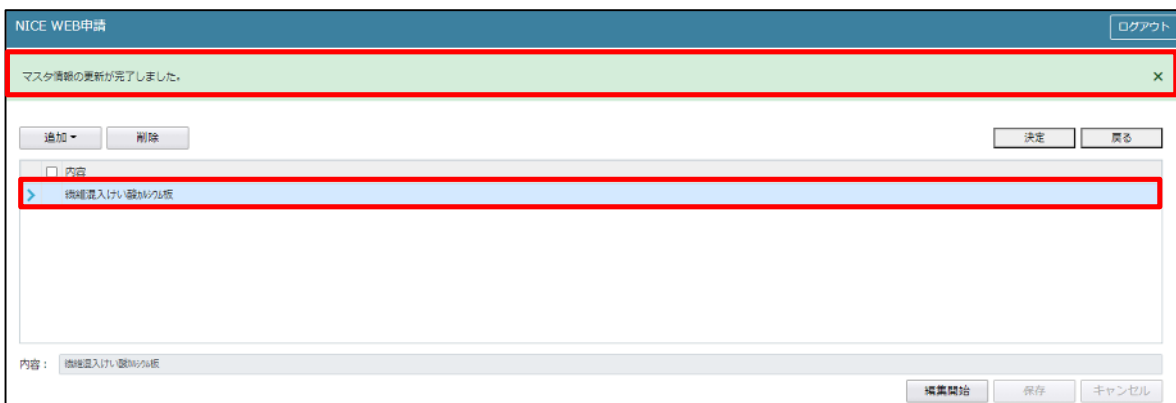 NICE WEB申請
ログアウト
マスタ情報の更新が完了しました。
×
追加
削除
決定
戻る
内容
繊維混入けい酸ｶﾙｼｳﾑ板
内容：
繊維混入けい酸ｶﾙｼｳﾑ板
編集開始
保存
キャンセル